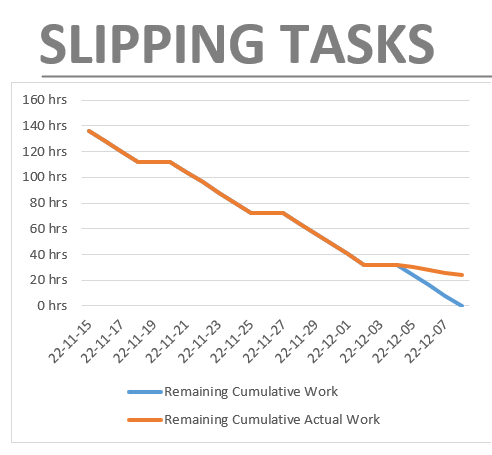 SLIPPING TASKS
160 hrs
140 hrs
120 hrs
100 hrs
80 hrs
60 hrs
40 hrs
20 hrs
0 hrs
22-11-15
22-11-17
22-11-19
22-11-21
22-11-23
22-11-25
22-11-27
22-11-29
22-12-01
22-12-03
22-12-05
22-12-07
Remaining Cumulative Work
Remaining Cumulative Actual Work